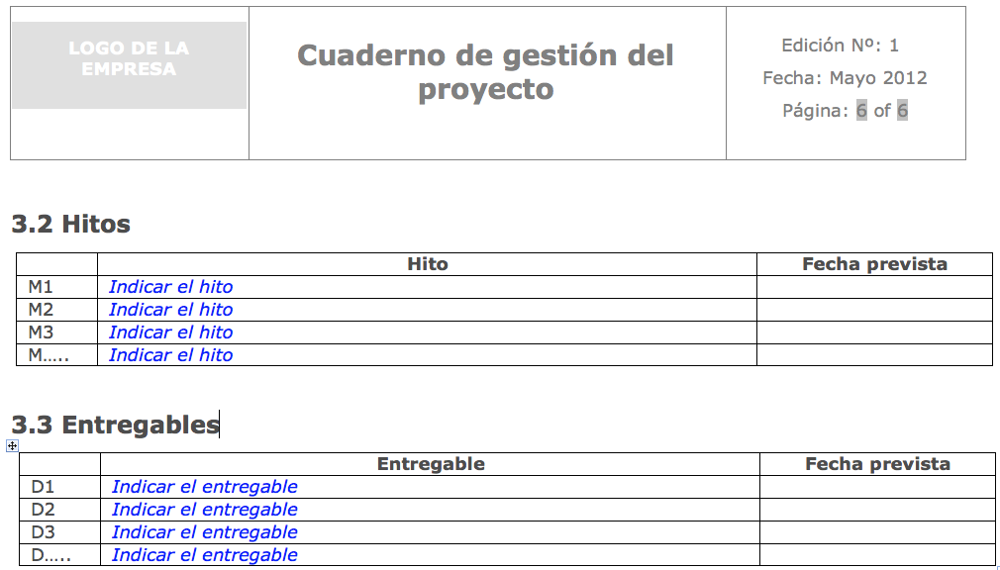 LOGO DE LA
EMPRESA
Cuaderno de gestión del
proyecto
Edición Nº: 1
Fecha: Mayo 2012
Página: 6 of 6
3.2 Hitos
Hito Fecha prevista
M1 Indicar el hito
M2 Indicar el hito
M3 Indicar el hito
M..... Indicar el hito
3.3 Entregables
Entregable Fecha prevista
D1 Indicar el entregable
D2 Indicar el entregable
D3 Indicar el entregable
D..... Indicar el entregable